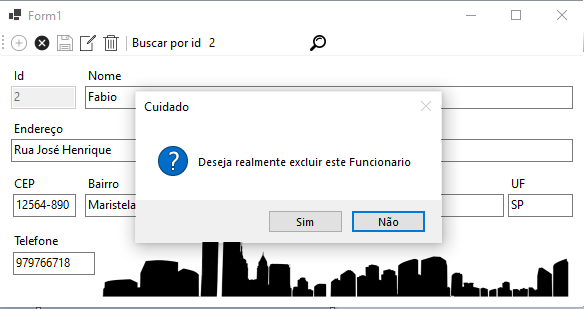 Form1
Buscar por id 2
Id Nome
2 Fabio
Cuidado
Endereço
Rua José Henrique
Deseja realmente excluir este Funcionario
CEP Bairro UF
12564-890 Maristela SP
Sim Não
Telefone
979766718